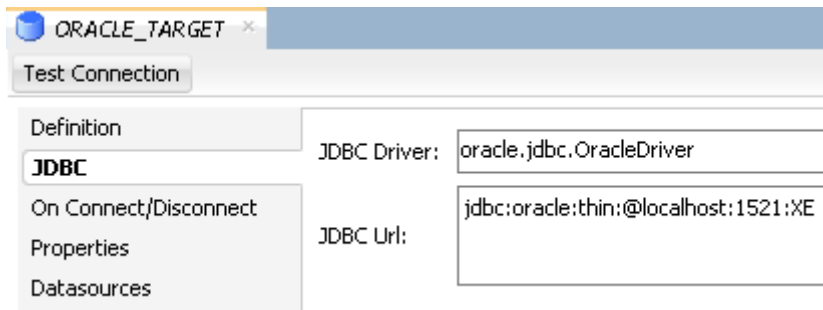 ORACLE_TARGET
Test Connection
Definition
JDBC
On Connect/Disconnect
Properties
Datasources
JDBC Driver: oracle.jdbc.OracleDriver
JDBC Url: jdbc:oracle:thin:@localhost:1521:XE